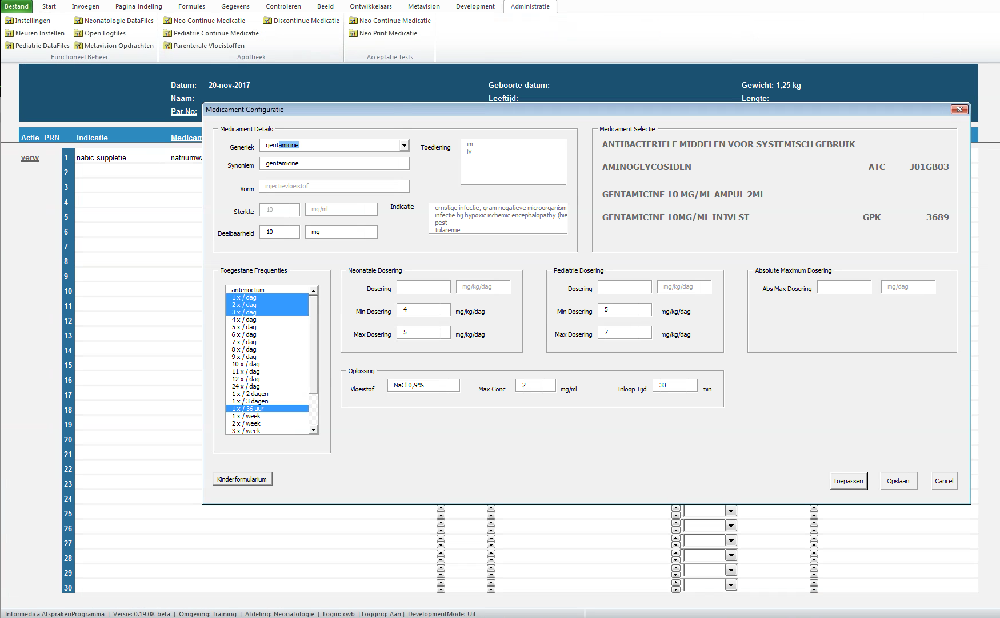 Bestand Start Invoegen Pagina-indeling Formules Gegevens Controleren Beeld Ontwikkelaars Metavision Development Administratie
Instellingen Neonatologie DataFiles Neo Continue Medicatie Discontinue Medicatie Neo Continue Medicatie
Kleuren Instellen Open Logfiles Pediatrie Continue Medicatie Neo Print Medicatie
Pediatrie DataFiles Metavision Opdrachten Parenterale Vloeistoffen
Functioneel Beheer Apotheek Acceptatie Tests
Datum: 20-nov-2017 Geboorte datum: Gewicht: 1,25 kg
Naam: Leeftijd: Lengte:
Pat No:
Medicament Configuratie
Actie PRN Indicatie Medicam
verw 1 nabic suppletie natriumwa
2
3
4
5
6
7
8
9
10
11
12
13
14
15
16
17
18
19
20
21
22
23
24
25
26
27
28
29
30
Medicament Details
Generiek gentamicine
Synoniem gentamicine
Vorm injectievloeistof
Sterkte 10 mg/ml
Deelbaarheid 10 mg
Toediening im
iv
Indicatie ernstige infectie, gram negatieve microorganism
infectie bij hypoxic ischemic encephalopathy (hie
pest
tularemie
Medicament Selectie
ANTIBACTERIELE MIDDELEN VOOR SYSTEMISCH GEBRUIK
AMINOGLYCOSIDEN ATC J01GB03
GENTAMICINE 10 MG/ML AMPUL 2ML
GENTAMICINE 10MG/ML INJVLST GPK 3689
Toegestane Frequenties
antenoctum
1 x / dag
2 x / dag
3 x / dag
4 x / dag
5 x / dag
6 x / dag
7 x / dag
8 x / dag
9 x / dag
10 x / dag
11 x / dag
12 x / dag
24 x / dag
1 x / 2 dagen
1 x / 3 dagen
1 x / 36 uur
1 x / week
2 x / week
3 x / week
Neonatale Dosering
Dosering mg/kg/dag
Min Dosering 4 mg/kg/dag
Max Dosering 5 mg/kg/dag
Pediatrie Dosering
Dosering mg/kg/dag
Min Dosering 5 mg/kg/dag
Max Dosering 7 mg/kg/dag
Absolute Maximum Dosering
Abs Max Dosering mg/dag
Oplossing
Vloeistof NaCl 0,9% Max Conc 2 mg/ml Inloop Tijd 30 min
Kinderformularium Toepassen Opslaan Cancel
Informedica AfsprakenProgramma | Versie: 0.19.08-beta | Omgeving: Training | Afdeling: Neonatologie | Login: cwb | Logging: Aan | DevelopmentMode: Uit